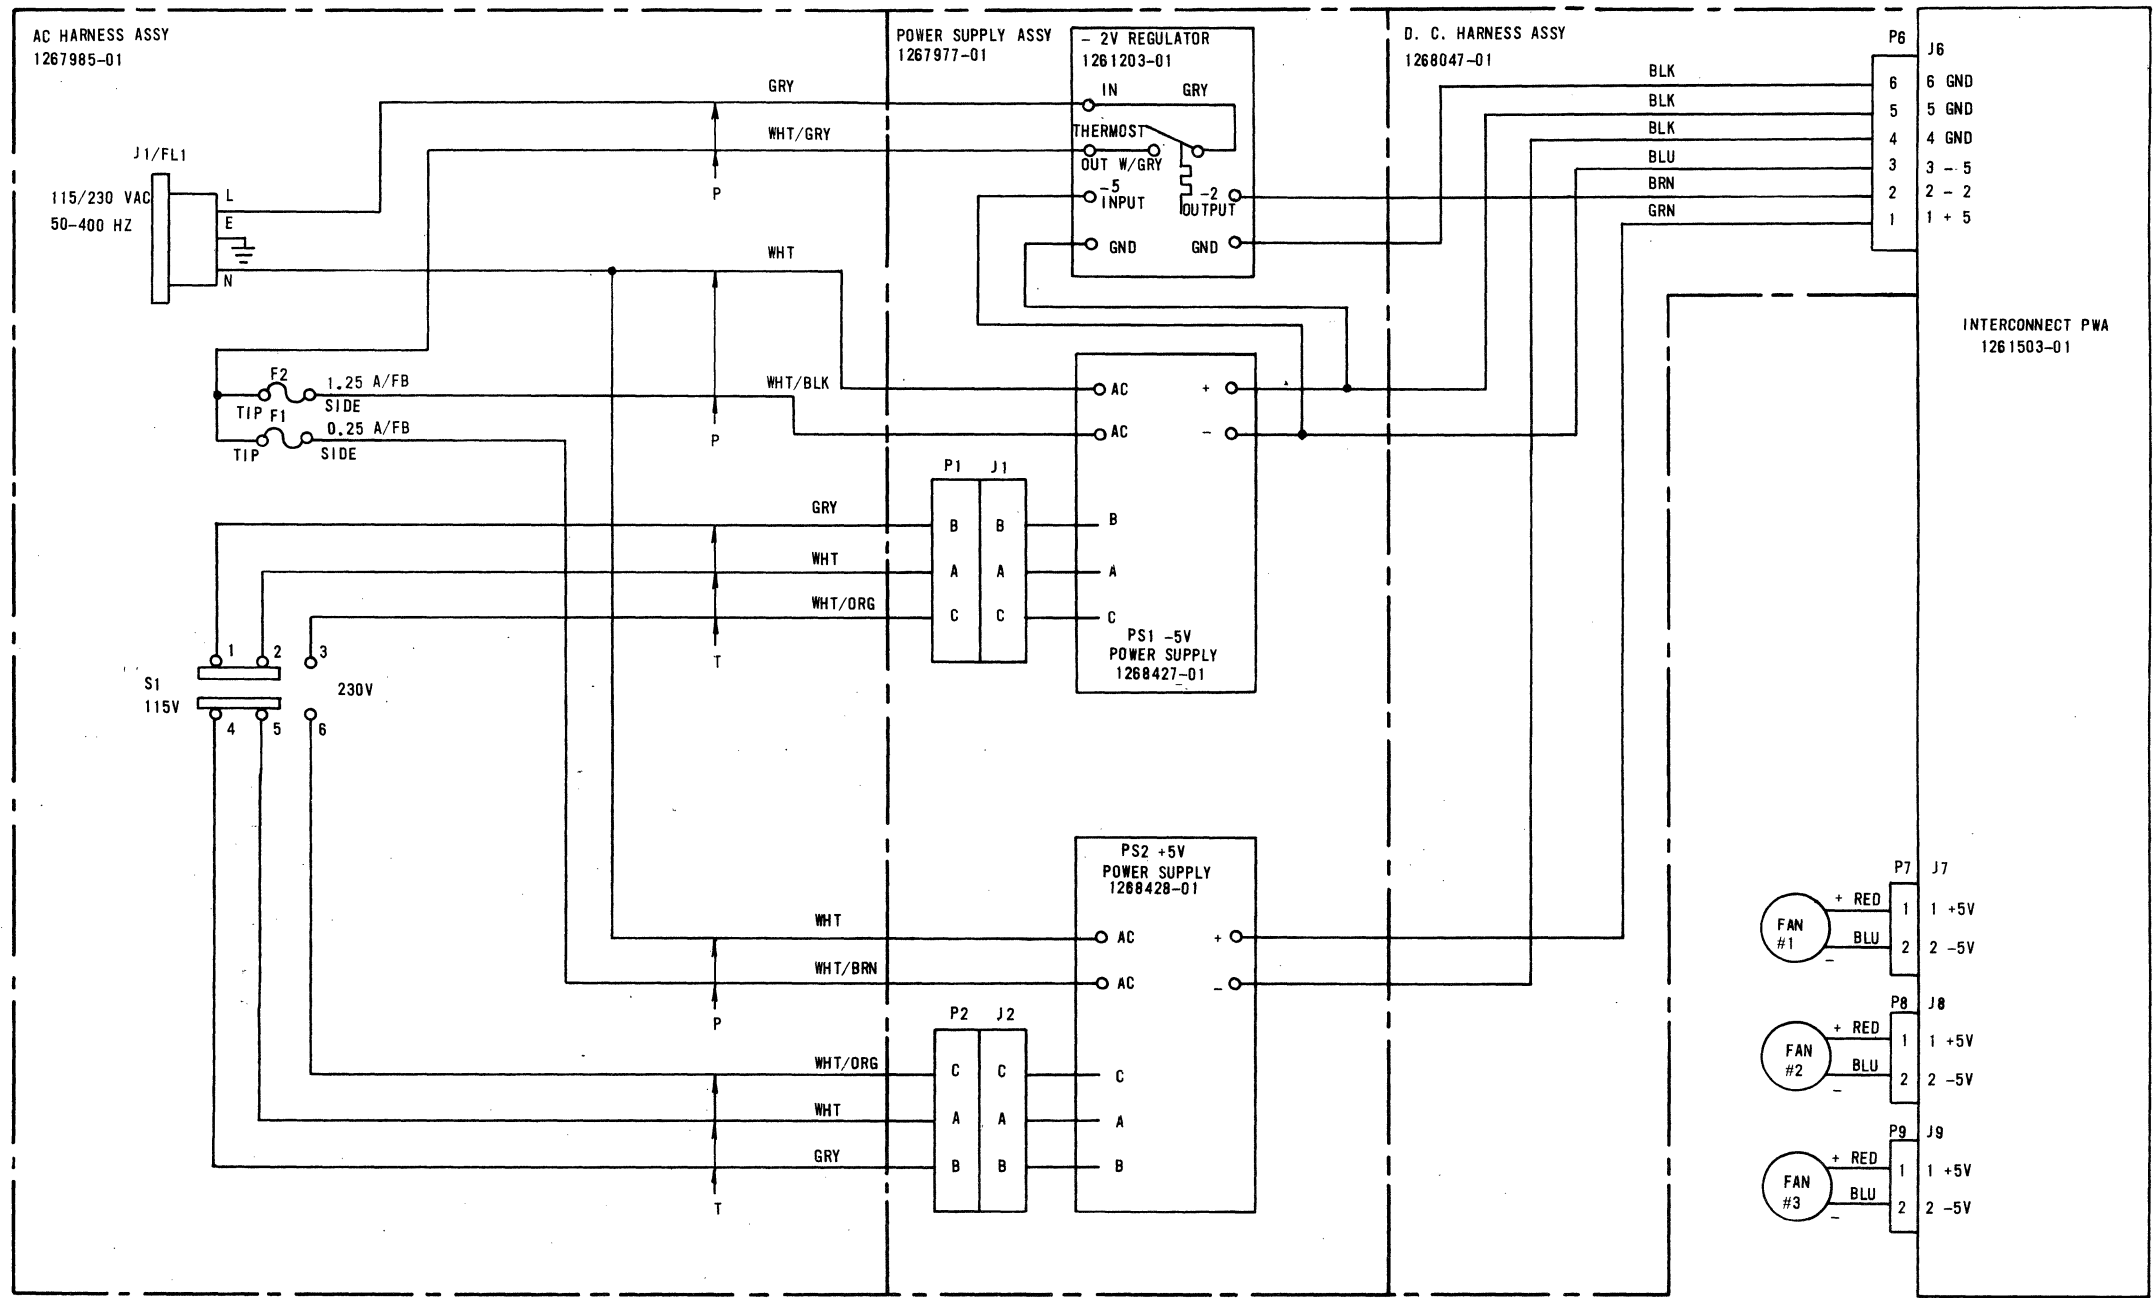 AC HARNESS ASSY
1267985-01
J1/FL1
115/230 VAC
50-400 HZ
L
E
N
GRY
WHT/GRY
P
WHT
F2
1.25 A/FB
TIP
SIDE
F1
0.25 A/FB
TIP
SIDE
WHT/BLK
P
GRY
WHT
WHT/ORG
T
1
2
3
S1
115V
230V
4
5
6
WHT
WHT/BRN
P
WHT/ORG
WHT
GRY
T
POWER SUPPLY ASSY
1267977-01
- 2V REGULATOR
1261203-01
IN
GRY
THERMOST
OUT W/GRY
-5
INPUT
-2
OUTPUT
GND
GND
AC
+
AC
-
P1
J1
B
B
B
A
A
A
C
C
C
PS1 -5V
POWER SUPPLY
1268427-01
PS2 +5V
POWER SUPPLY
1268428-01
AC
+
AC
-
P2
J2
C
C
C
A
A
A
B
B
B
D. C. HARNESS ASSY
1268047-01
BLK
BLK
BLK
BLU
BRN
GRN
P6
J6
6
6 GND
5
5 GND
4
4 GND
3
3 - 5
2
2 - 2
1
1 + 5
INTERCONNECT PWA
1261503-01
P7
J7
FAN
#1
+ RED
1
1 +5V
BLU
-
2
2 -5V
P8
J8
FAN
#2
+ RED
1
1 +5V
BLU
-
2
2 -5V
P9
J9
FAN
#3
+ RED
1
1 +5V
BLU
-
2
2 -5V